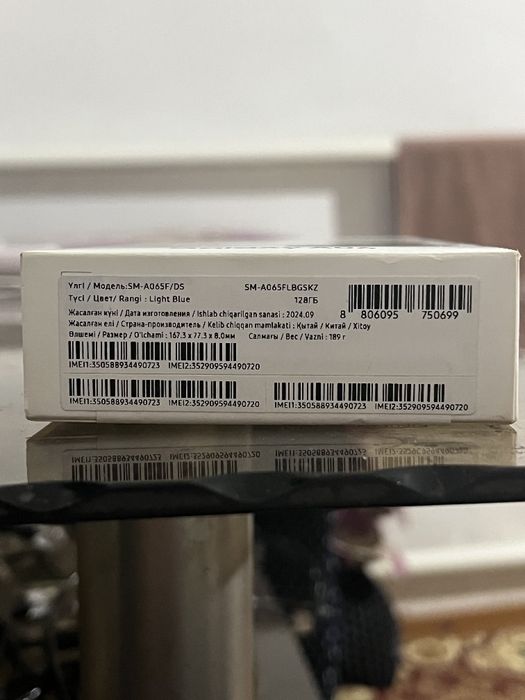 Үлгі / Модель:SM-A065F/DS SM-A065FLBGSKZ
Түсі / Цвет/ Rangi : Light Blue 128ГБ
Жасалған күні / Дата изготовления / Ishlab chiqarilgan sanasi : 2024.09
Жасалған елі / Страна-производитель / Kelib chiqqan mamlakati : Қытай / Китай / Xitoy
Өлшемі / Размер / O'lchami : 167.3 x 77.3 x 8.0мм Салмағы / Вес / Vazni : 189 г
8 806095 750699
IMEI1:350588934490723 IMEI2:352909594490720
IMEI1:350588934490723 IMEI2:352909594490720
IMEI1:350588934490723 IMEI2:352909594490720